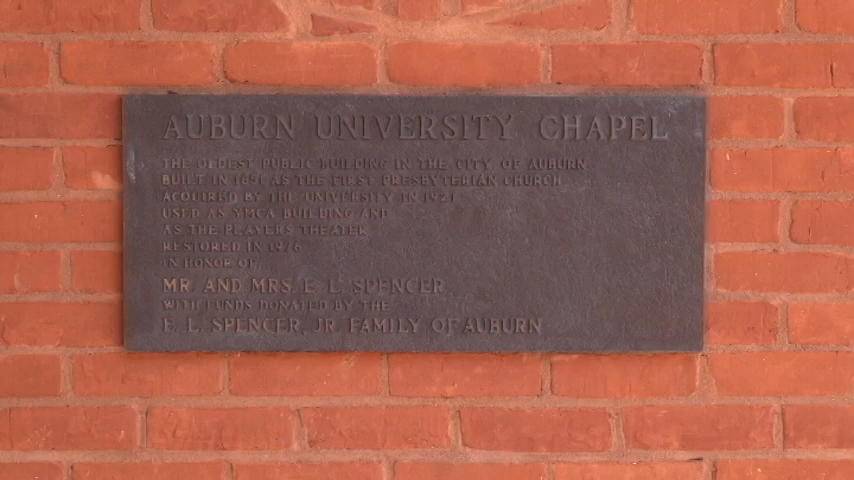 AUBURN UNIVERSITY CHAPEL
THE OLDEST PUBLIC BUILDING IN THE CITY OF AUBURN
BUILT IN 1851 AS THE FIRST PRESBYTERIAN CHURCH
ACQUIRED BY THE UNIVERSITY IN 1921
USED AS YMCA BUILDING AND
AS THE PLAYERS THEATER
RESTORED IN 1976
IN HONOR OF
MR. AND MRS. E. L. SPENCER
WITH FUNDS DONATED BY THE
E. L. SPENCER, JR. FAMILY OF AUBURN